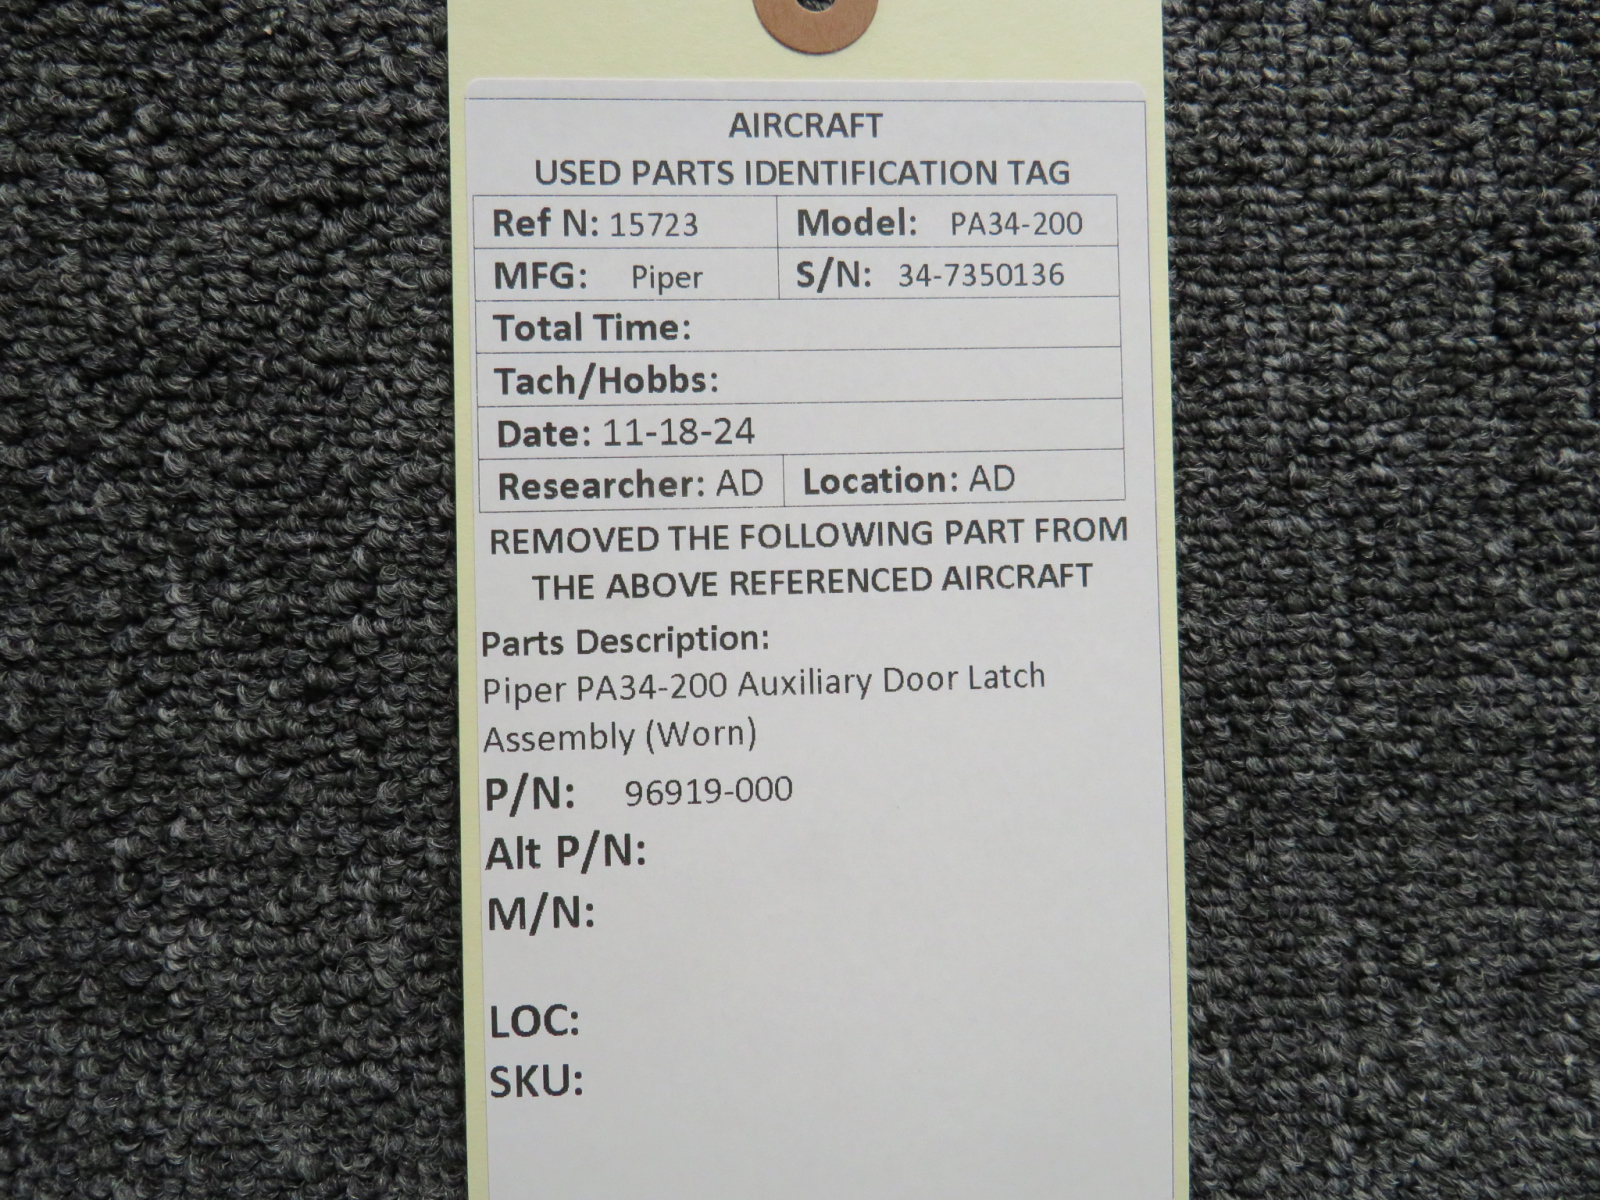 AIRCRAFT
USED PARTS IDENTIFICATION TAG
Ref N: 15723 Model: PA34-200
MFG: Piper S/N: 34-7350136
Total Time:
Tach/Hobbs:
Date: 11-18-24
Researcher: AD Location: AD
REMOVED THE FOLLOWING PART FROM
THE ABOVE REFERENCED AIRCRAFT
Parts Description:
Piper PA34-200 Auxiliary Door Latch
Assembly (Worn)
P/N: 96919-000
Alt P/N:
M/N:
LOC:
SKU: